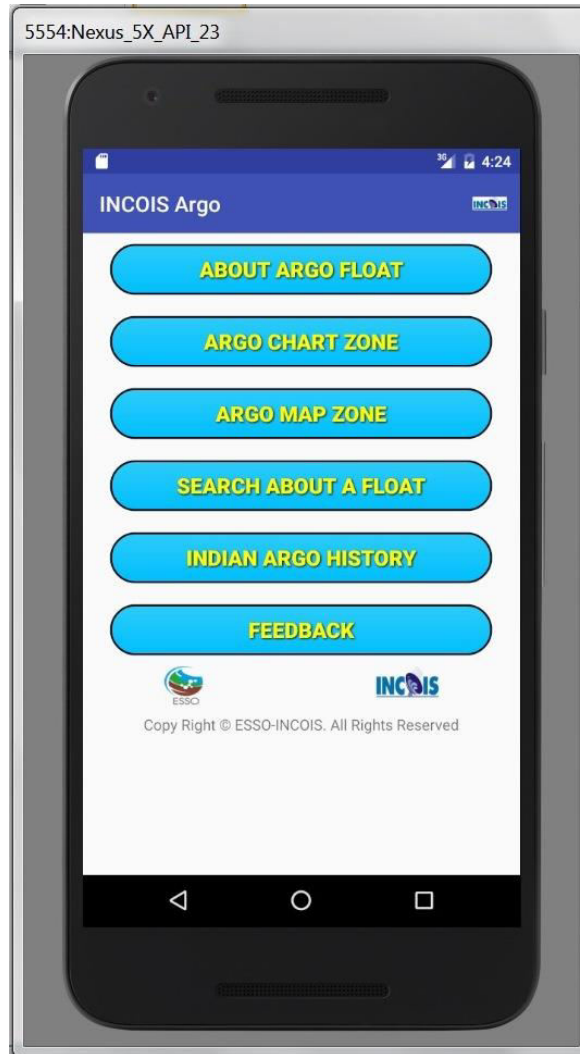 5554:Nexus_5X_API_23
3G 4:24
INCOIS Argo INCOIS
ABOUT ARGO FLOAT
ARGO CHART ZONE
ARGO MAP ZONE
SEARCH ABOUT A FLOAT
INDIAN ARGO HISTORY
FEEDBACK
ESSO INCOIS
Copy Right © ESSO-INCOIS. All Rights Reserved